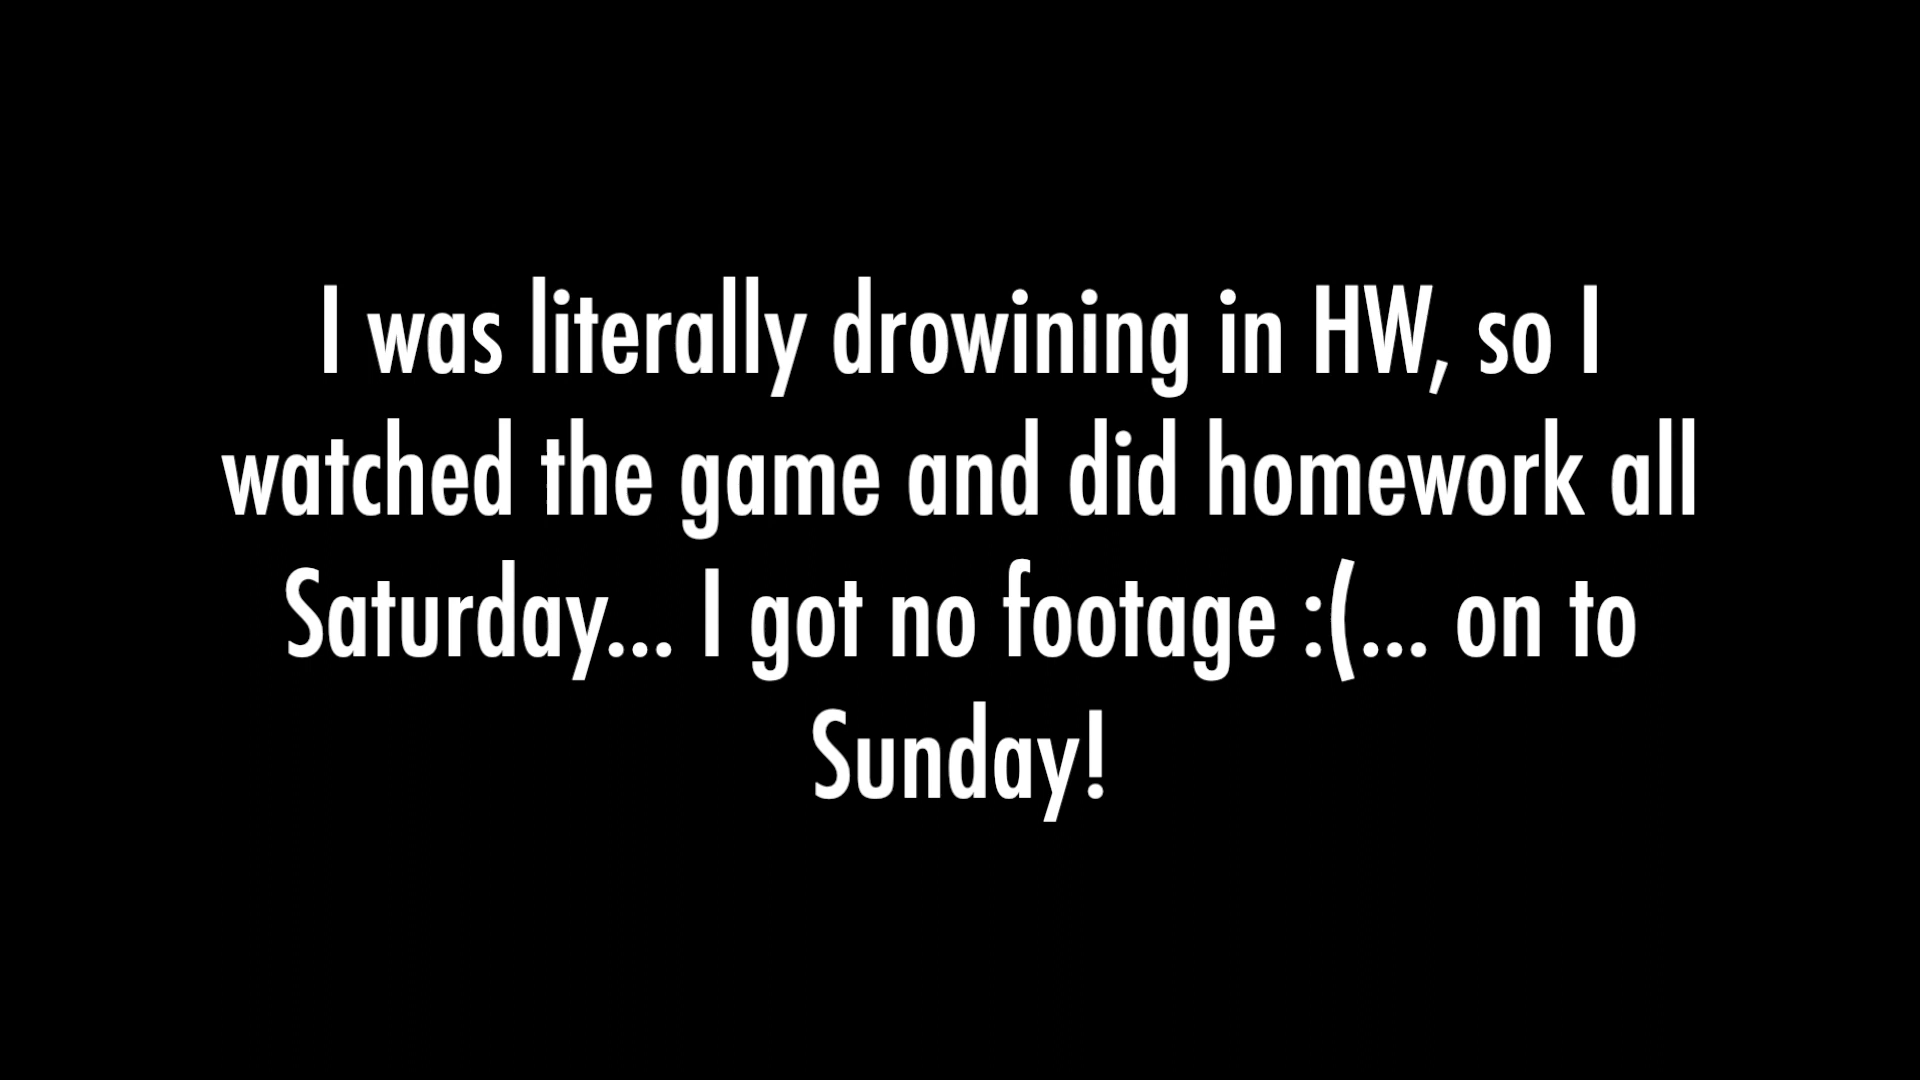 I was literally drowining in HW, so I
watched the game and did homework all
Saturday... I got no footage :(... on to
Sunday!